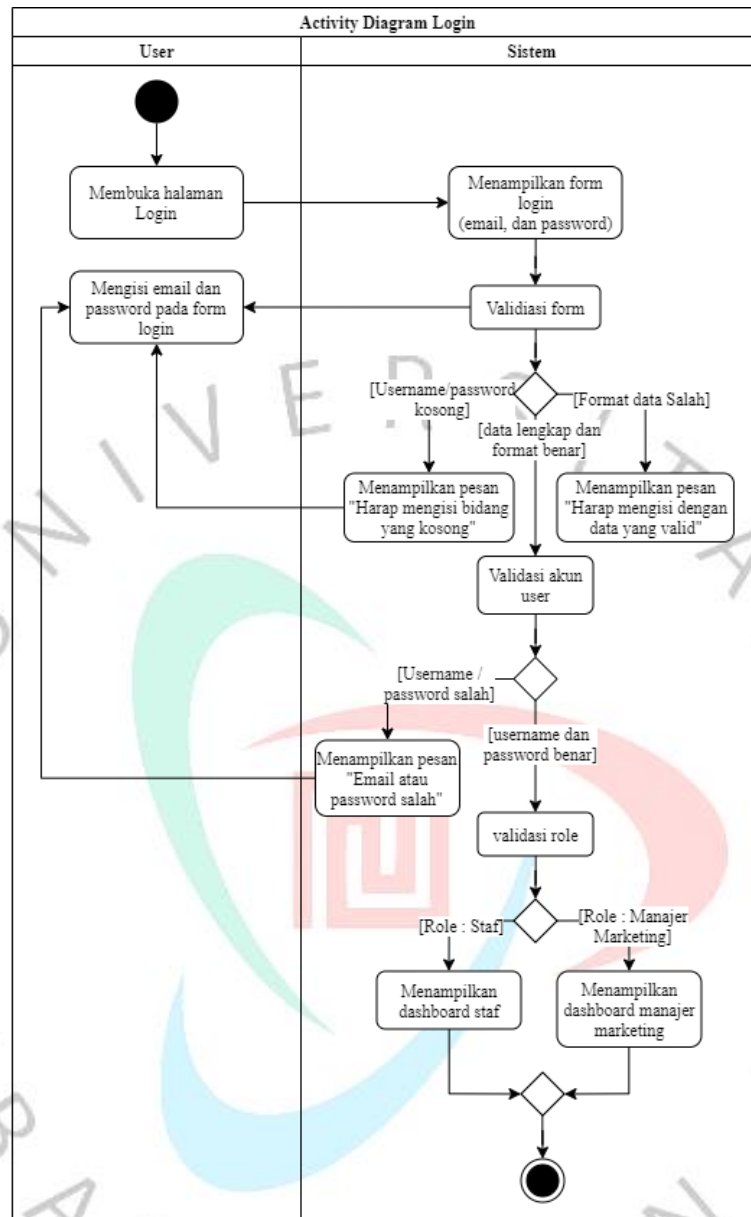 Activity Diagram Login
User
Sistem
Membuka halaman
Login
Menampilkan form
login
(email, dan password)
Mengisi email dan
password pada form
login
Validiasi form
[Username/password
kosong]
[Format data Salah]
[data lengkap dan
format benar]
Menampilkan pesan
"Harap mengisi bidang
yang kosong"
Menampilkan pesan
"Harap mengisi dengan
data yang valid"
Validasi akun
user
[Username /
password salah]
[username dan
password benar]
Menampilkan pesan
"Email atau
password salah"
validasi role
[Role : Staf]
[Role : Manajer
Marketing]
Menampilkan
dashboard staf
Menampilkan
dashboard manajer
marketing